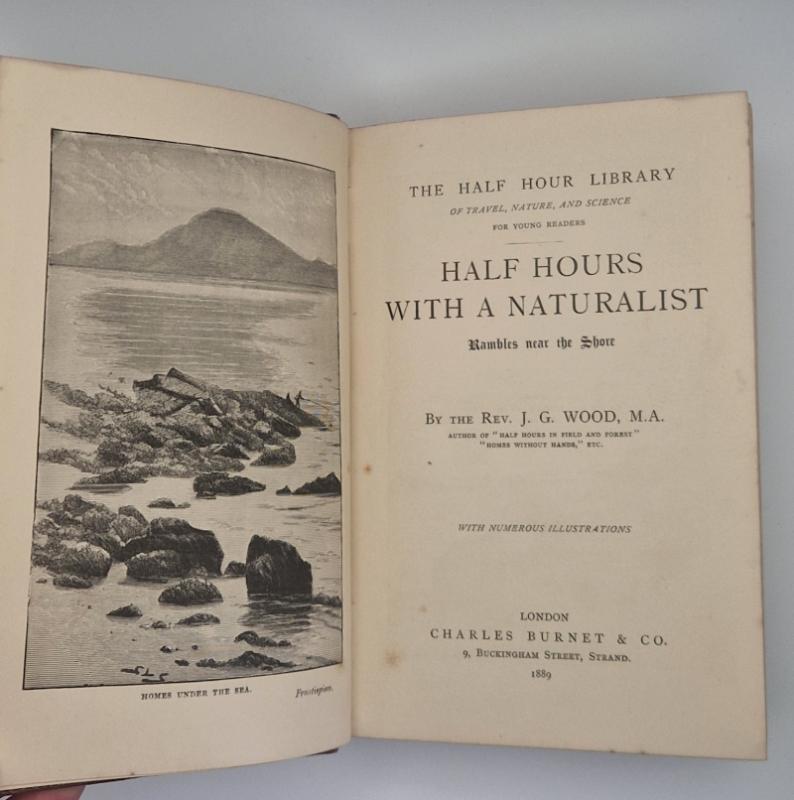 HOMES UNDER THE SEA.
Frontispiece.
THE HALF HOUR LIBRARY
OF TRAVEL, NATURE, AND SCIENCE
FOR YOUNG READERS
HALF HOURS
WITH A NATURALIST
Rambles near the Shore
BY THE REV. J. G. WOOD, M.A.
AUTHOR OF "HALF HOURS IN FIELD AND FOREST"
"HOMES WITHOUT HANDS," ETC.
WITH NUMEROUS ILLUSTRATIONS
LONDON
CHARLES BURNET & CO.
9, BUCKINGHAM STREET, STRAND.
1889